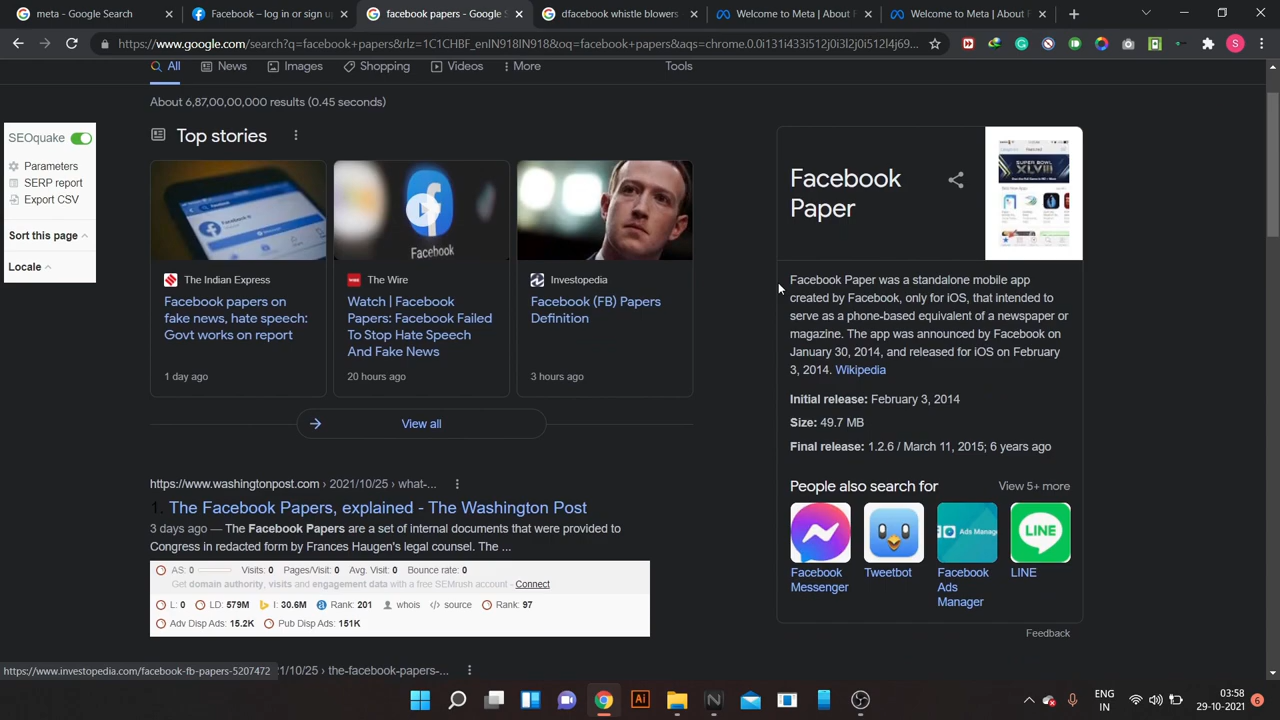 meta - Google Search
Facebook – log in or sign up
facebook papers - Google S
dfacebook whistle blowers
Welcome to Meta | About F
Welcome to Meta | About F
https://www.google.com/search?q=facebook+papers&rlz=1C1CHBF_enIN918IN918&oq=facebook+papers&aqs=chrome.0.0i131i433i512j0i3l2j0i512l4j69...
S
All
News
Images
Shopping
Videos
More
Tools
About 6,87,00,00,000 results (0.45 seconds)
SEOquake
Parameters
SERP report
Export CSV
Sort this page
Locale
Top stories
Facebook
The Indian Express
Facebook papers on
fake news, hate speech:
Govt works on report
1 day ago
The Wire
Watch | Facebook
Papers: Facebook Failed
To Stop Hate Speech
And Fake News
20 hours ago
Investopedia
Facebook (FB) Papers
Definition
3 hours ago
View all
https://www.washingtonpost.com › 2021/10/25 › what-...
1. The Facebook Papers, explained - The Washington Post
3 days ago — The Facebook Papers are a set of internal documents that were provided to
Congress in redacted form by Frances Haugen's legal counsel. The ...
AS: 0 Visits: 0 Pages/Visit: 0 Avg. Visit: 0 Bounce rate: 0
Get domain authority, visits and engagement data with a free SEMrush account - Connect
L: 0 LD: 579M I: 30.6M Rank: 201 whois source Rank: 97
Adv Disp Ads: 15.2K Pub Disp Ads: 151K
https://www.investopedia.com/facebook-fb-papers-5207472
21/10/25 › the-facebook-papers-...
Facebook
Paper
SUPER BOWL
XLVIII
Facebook Paper was a standalone mobile app
created by Facebook, only for iOS, that intended to
serve as a phone-based equivalent of a newspaper or
magazine. The app was announced by Facebook on
January 30, 2014, and released for iOS on February
3, 2014. Wikipedia
Initial release: February 3, 2014
Size: 49.7 MB
Final release: 1.2.6 / March 11, 2015; 6 years ago
People also search for
View 5+ more
Ads Manager
LINE
Facebook
Messenger
Tweetbot
Facebook
Ads
Manager
LINE
Feedback
Ai
N
ENG
IN
03:58
29-10-2021
6